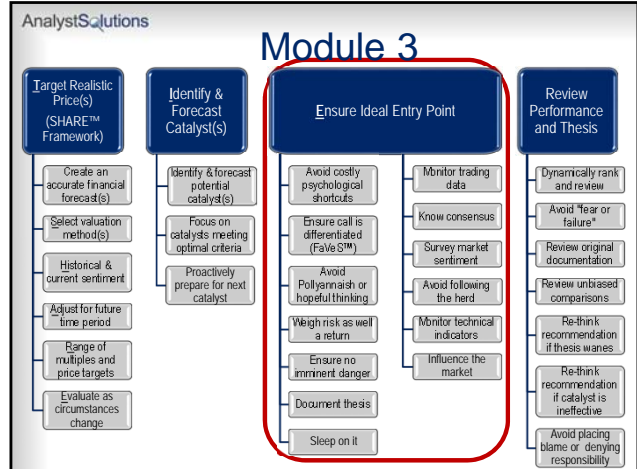 AnalystSolutions
Module 3
Target Realistic
Price(s)
(SHARE™
Framework)
Create an
accurate financial
forecast(s)
Select valuation
method(s)
Historical &
current sentiment
Adjust for future
time period
Range of
multiples and
price targets
Evaluate as
circumstances
change
Identify &
Forecast
Catalyst(s)
Identify & forecast
potential
catalyst(s)
Focus on
catalysts meeting
optimal criteria
Proactively
prepare for next
catalyst
Ensure Ideal Entry Point
Avoid costly
psychological
shortcuts
Ensure call is
differentiated
(FaVeS™)
Avoid
Pollyannaish or
hopeful thinking
Weigh risk as well
a return
Ensure no
imminent danger
Document thesis
Sleep on it
Monitor trading
data
Know consensus
Survey market
sentiment
Avoid following
the herd
Monitor technical
indicators
Influence the
market
Review
Performance
and Thesis
Dynamically rank
and review
Avoid "fear or
failure"
Review original
documentation
Review unbiased
comparisons
Re-think
recommendation
if thesis wanes
Re-think
recommendation
if catalyst is
ineffective
Avoid placing
blame or denying
responsibility